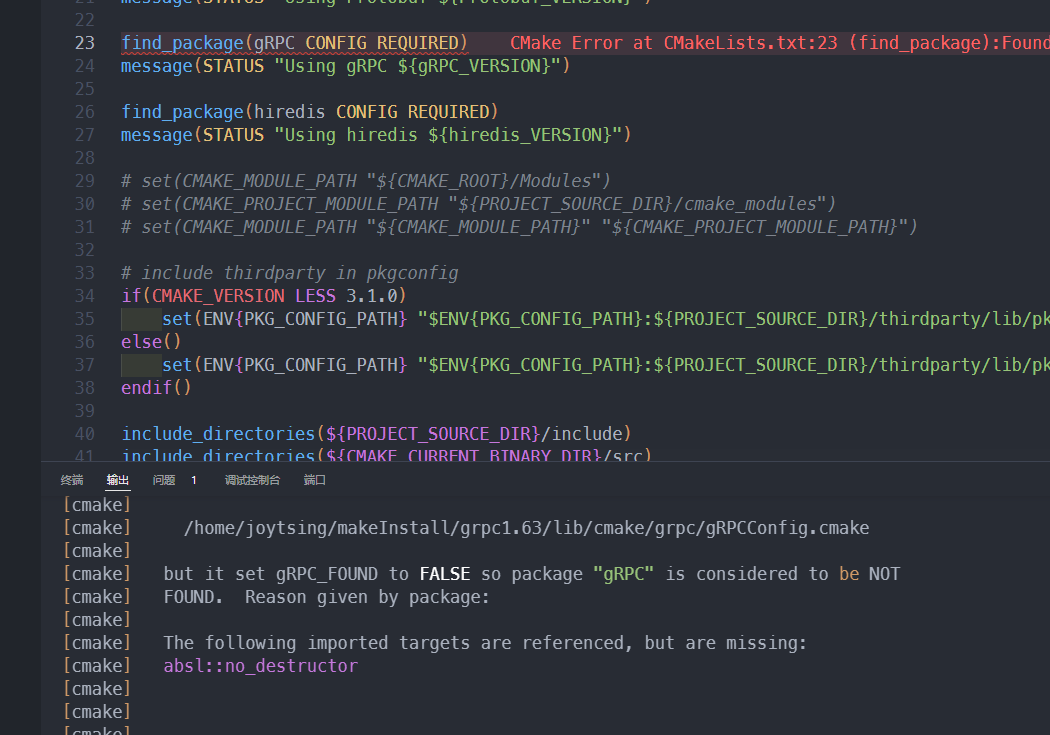 21 message(STATUS "Using Protobuf ${Protobuf_VERSION}")
22
23 find_package(gRPC CONFIG REQUIRED) CMake Error at CMakeLists.txt:23 (find_package):Found
24 message(STATUS "Using gRPC ${gRPC_VERSION}")
25
26 find_package(hiredis CONFIG REQUIRED)
27 message(STATUS "Using hiredis ${hiredis_VERSION}")
28
29 # set(CMAKE_MODULE_PATH "${CMAKE_ROOT}/Modules")
30 # set(CMAKE_PROJECT_MODULE_PATH "${PROJECT_SOURCE_DIR}/cmake_modules")
31 # set(CMAKE_MODULE_PATH "${CMAKE_MODULE_PATH}" "${CMAKE_PROJECT_MODULE_PATH}")
32
33 # include thirdparty in pkgconfig
34 if(CMAKE_VERSION LESS 3.1.0)
35 set(ENV{PKG_CONFIG_PATH} "$ENV{PKG_CONFIG_PATH}:${PROJECT_SOURCE_DIR}/thirdparty/lib/pk
36 else()
37 set(ENV{PKG_CONFIG_PATH} "$ENV{PKG_CONFIG_PATH}:${PROJECT_SOURCE_DIR}/thirdparty/lib/pk
38 endif()
39
40 include_directories(${PROJECT_SOURCE_DIR}/include)
41 include_directories(${CMAKE_CURRENT_BINARY_DIR}/src)
终端 输出 问题 1 调试控制台 端口
[cmake]
[cmake] /home/joytsing/makeInstall/grpc1.63/lib/cmake/grpc/gRPCConfig.cmake
[cmake]
[cmake] but it set gRPC_FOUND to FALSE so package "gRPC" is considered to be NOT
[cmake] FOUND. Reason given by package:
[cmake]
[cmake] The following imported targets are referenced, but are missing:
[cmake] absl::no_destructor
[cmake]
[cmake]
[cmake]